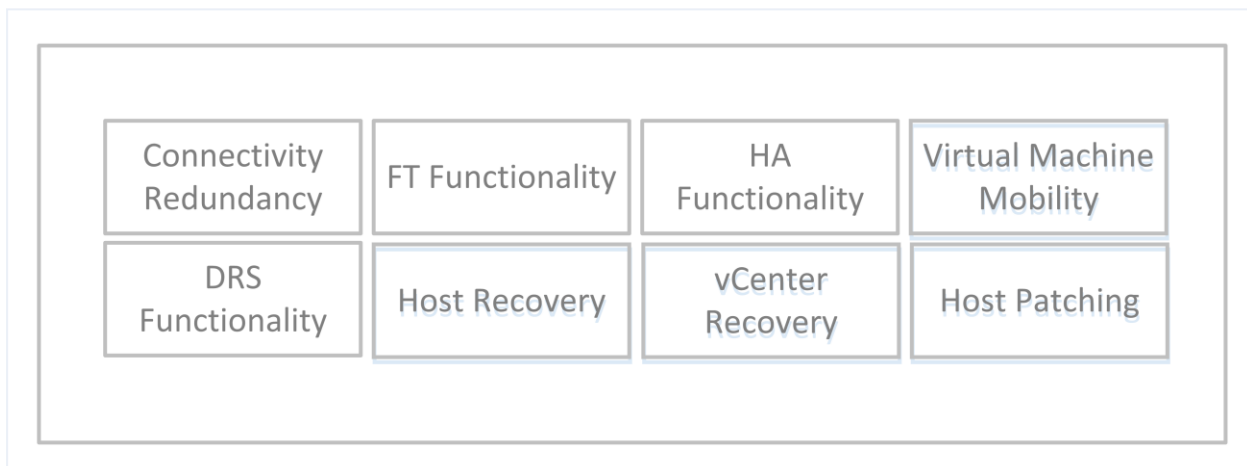 Connectivity
Redundancy
FT Functionality
HA
Functionality
Virtual Machine
Mobility
DRS
Functionality
Host Recovery
vCenter
Recovery
Host Patching